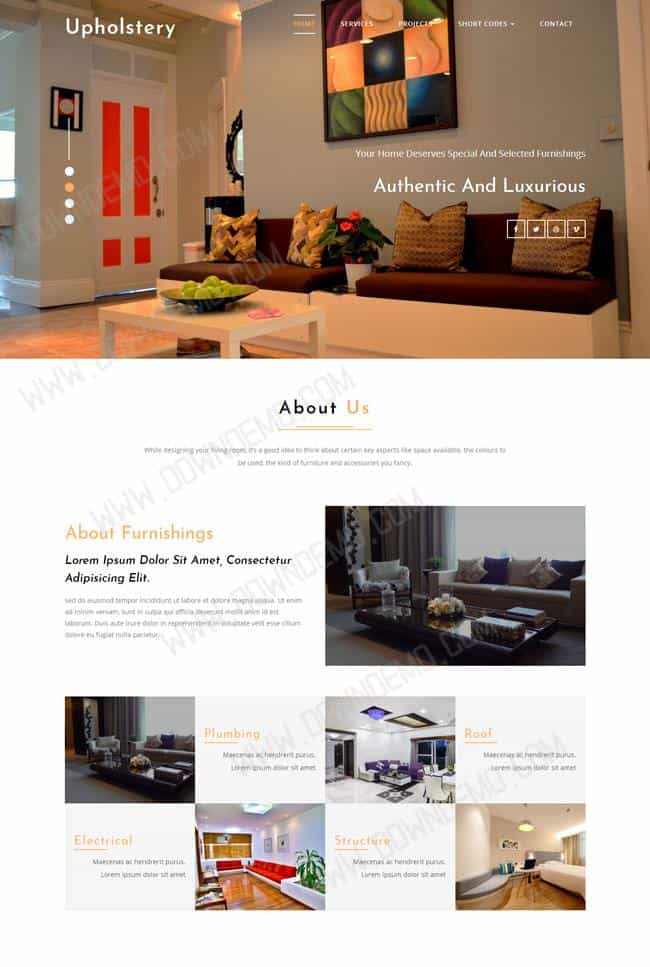 Upholstery
HOME SERVICES PROJECTS SHORT CODES CONTACT
Your Home Deserves Special And Selected Furnishings
Authentic And Luxurious
About Us
While designing your living room, it's a good idea to think about certain key aspects like space available, the colours to
be used, the kind of furniture and accessories you fancy.
About Furnishings
Lorem Ipsum Dolor Sit Amet, Consectetur
Adipisicing Elit.
sed do eiusmod tempor incididunt ut labore et dolore magna aliqua. Ut enim
ad minim veniam, sunt in culpa qui officia deserunt mollit anim id est
laborum. Duis aute irure dolor in reprehenderit in voluptate velit esse cillum
dolore eu fugiat nulla pariatur.
Plumbing
Maecenas ac hendrerit purus.
Lorem ipsum dolor sit amet
Roof
Maecenas ac hendrerit purus.
Lorem ipsum dolor sit amet
Electrical
Maecenas ac hendrerit purus.
Lorem ipsum dolor sit amet
Structure
Maecenas ac hendrerit purus.
Lorem ipsum dolor sit amet
WWW.DOWNDEMO.COM
WWW.DOWNDEMO.COM
WWW.DOWNDEMO.COM